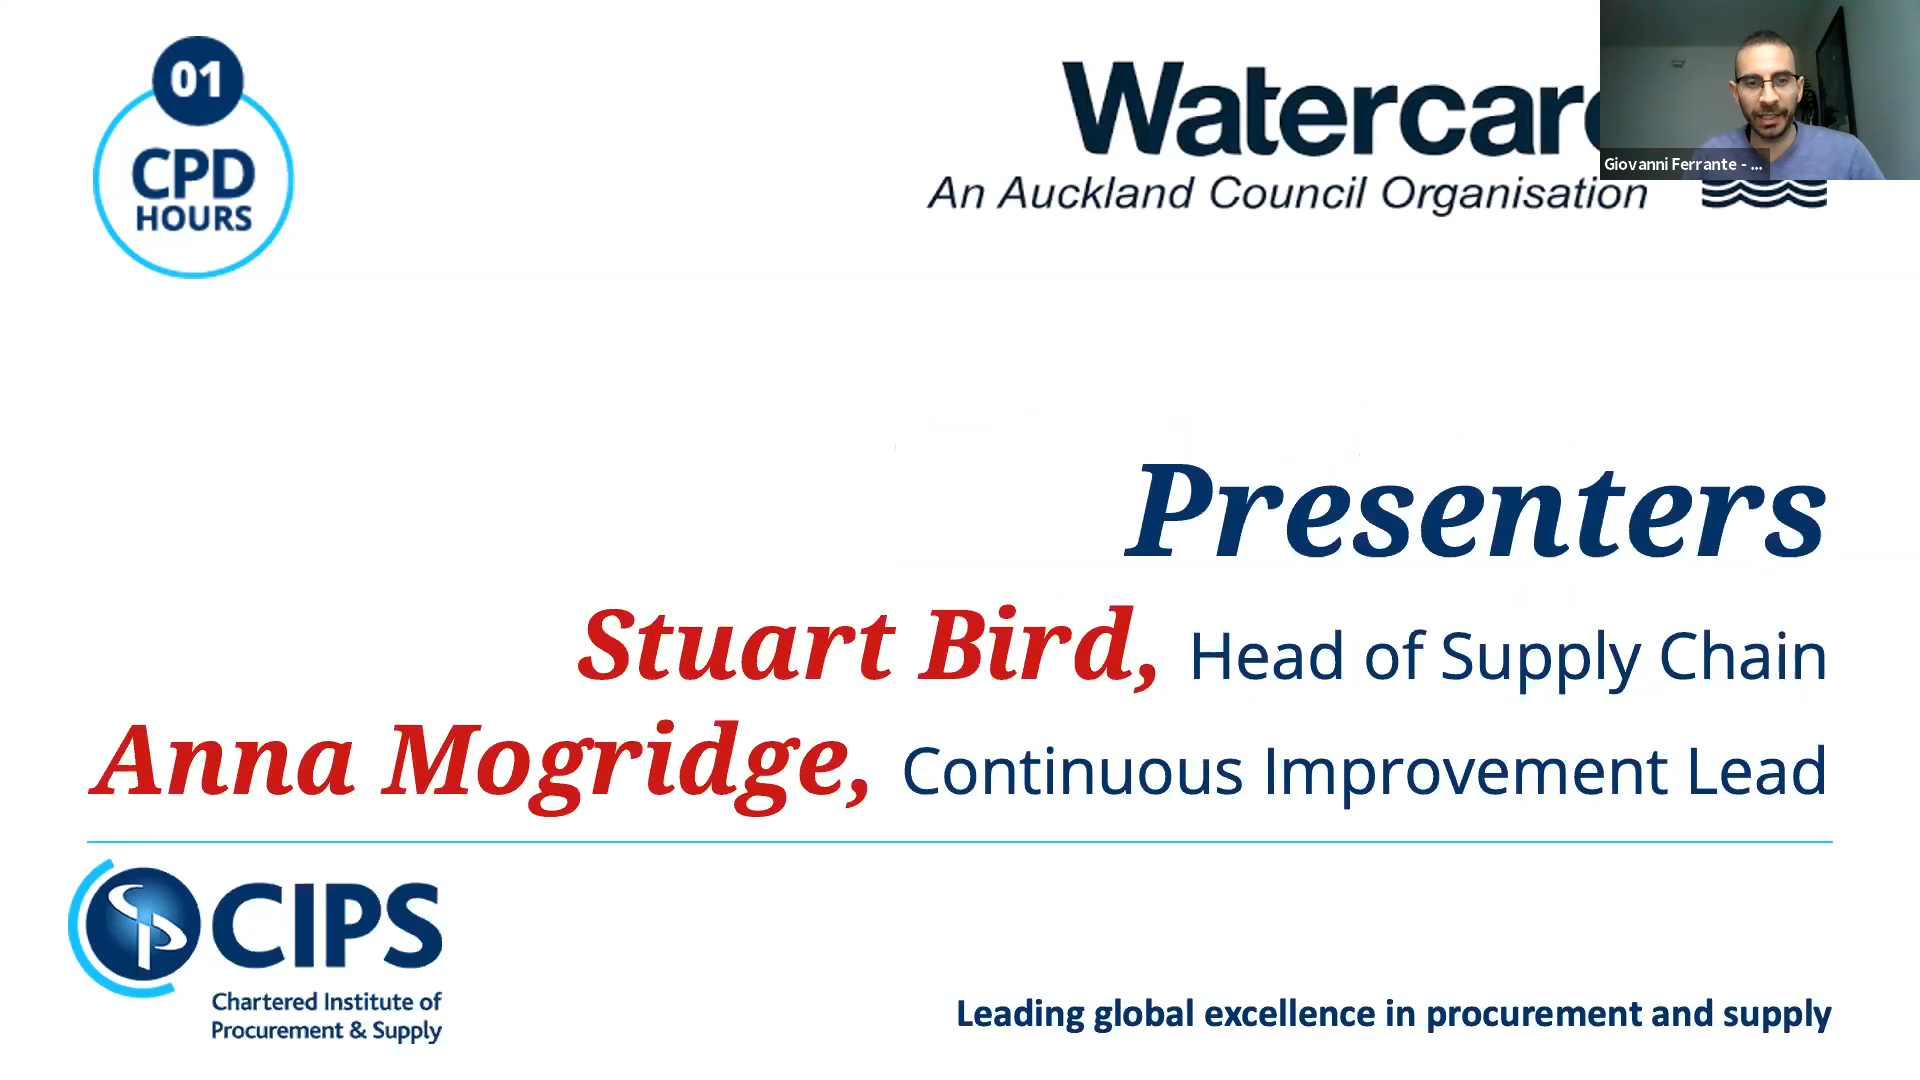 01
CPD
HOURS
Watercare
An Auckland Council Organisation
Giovanni Ferrante - ...
Presenters
Stuart Bird, Head of Supply Chain
Anna Mogridge, Continuous Improvement Lead
CIPS
Chartered Institute of
Procurement & Supply
Leading global excellence in procurement and supply